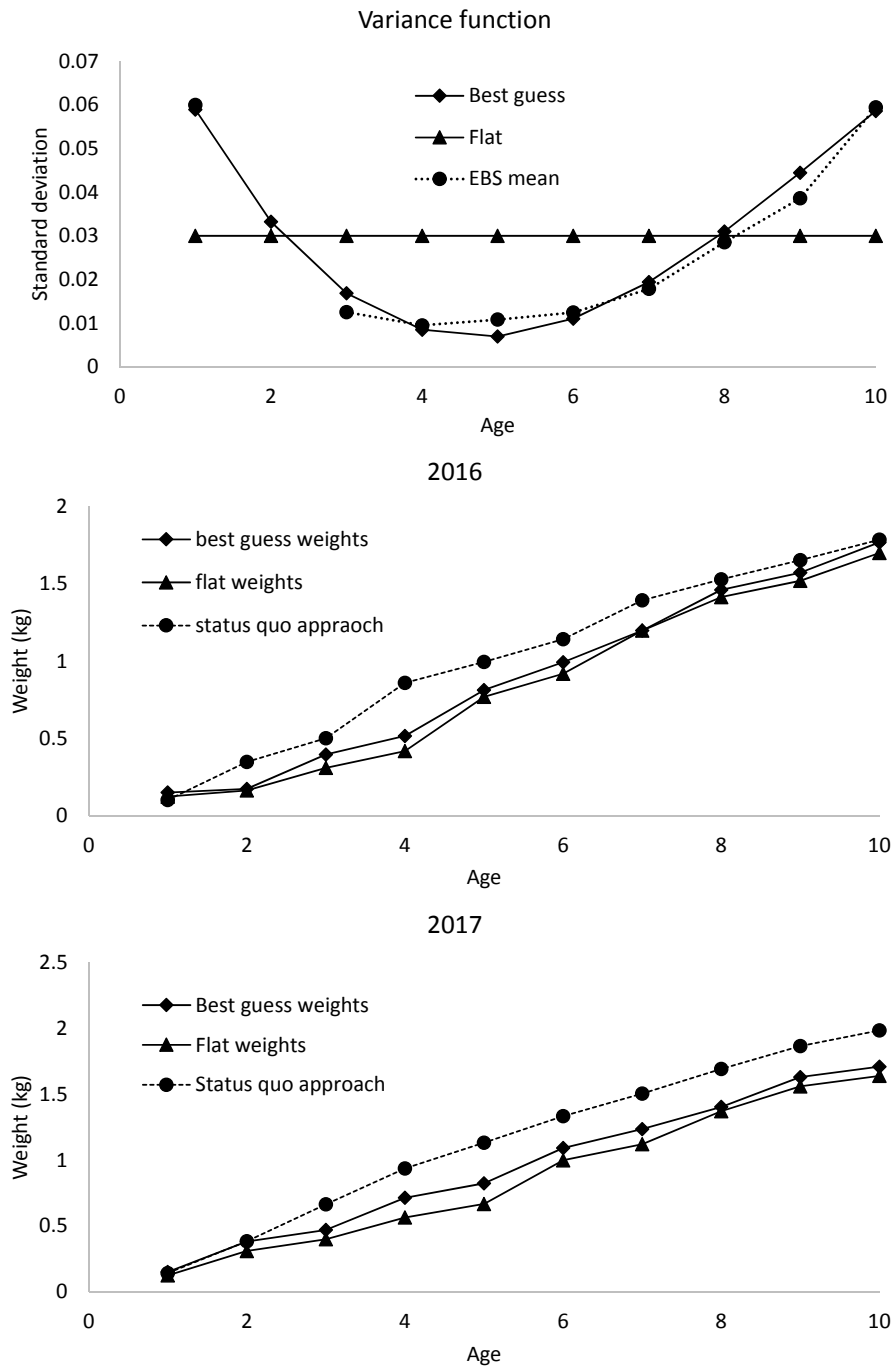 Variance function
0.07
0.06
0.05
0.04
0.03
0.02
0.01
0
Standard deviation
Best guess
Flat
EBS mean
0 2 4 6 8 10
Age
2016
2
1.5
1
0.5
0
Weight (kg)
best guess weights
flat weights
status quo appraoch
0 2 4 6 8 10
Age
2017
2.5
2
1.5
1
0.5
0
Weight (kg)
Best guess weights
Flat weights
Status quo approach
0 2 4 6 8 10
Age